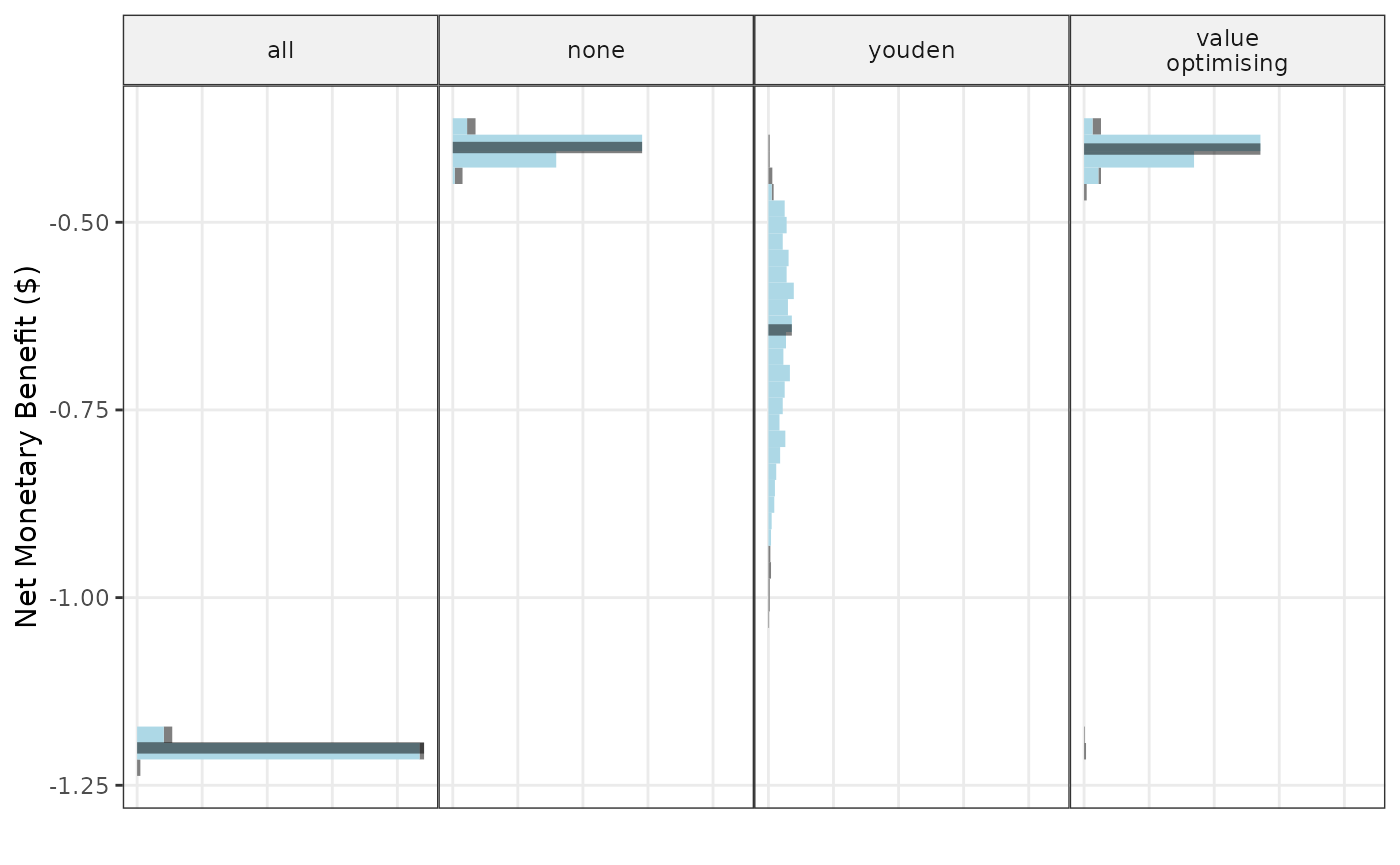 all
none
youden
value
optimising
Net Monetary Benefit ($)
-0.50
-0.75
-1.00
-1.25